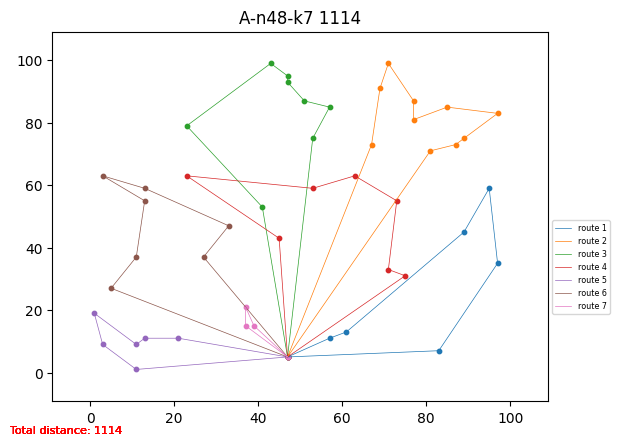 A-n48-k7 1114
100
80
60
40
20
0
0 20 40 60 80 100
route 1
route 2
route 3
route 4
route 5
route 6
route 7
Total distance: 1114